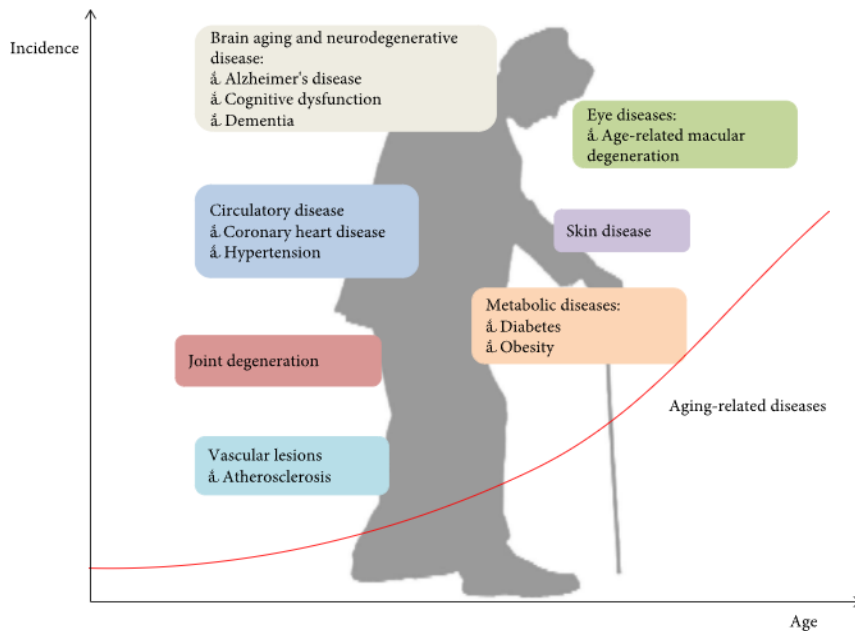 Incidence
Brain aging and neurodegenerative
disease:
ǻ. Alzheimer's disease
ǻ. Cognitive dysfunction
ǻ. Dementia
Eye diseases:
ǻ. Age-related macular
degeneration
Circulatory disease
ǻ. Coronary heart disease
ǻ. Hypertension
Skin disease
Metabolic diseases:
ǻ. Diabetes
ǻ. Obesity
Joint degeneration
Aging-related diseases
Vascular lesions
ǻ. Atherosclerosis
Age